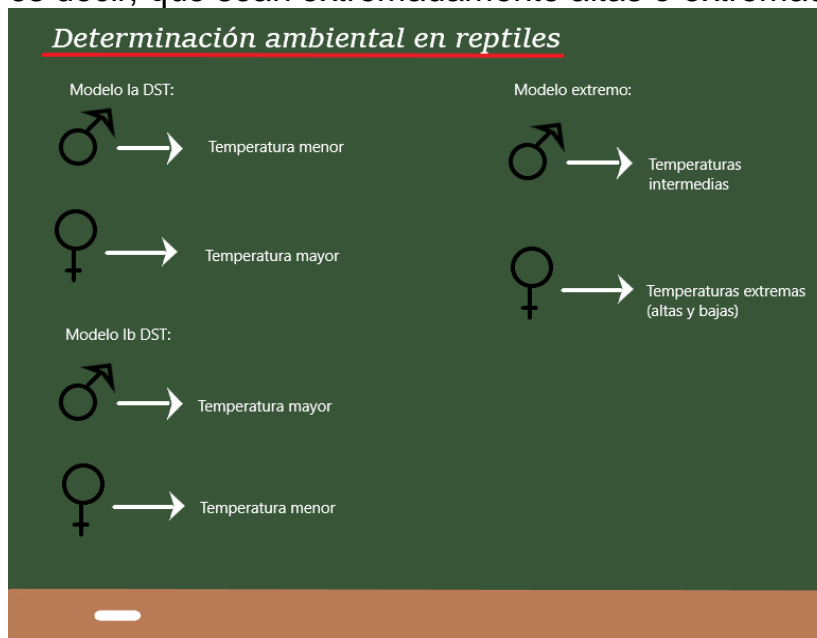 es decir, que sean extremadamente altas o
Determinación ambiental en reptiles
Modelo Ia DST:
Temperatura menor
Temperatura mayor
Modelo Ib DST:
Temperatura mayor
Temperatura menor
Modelo extremo:
Temperaturas
intermedias
Temperaturas extremas
(altas y bajas)